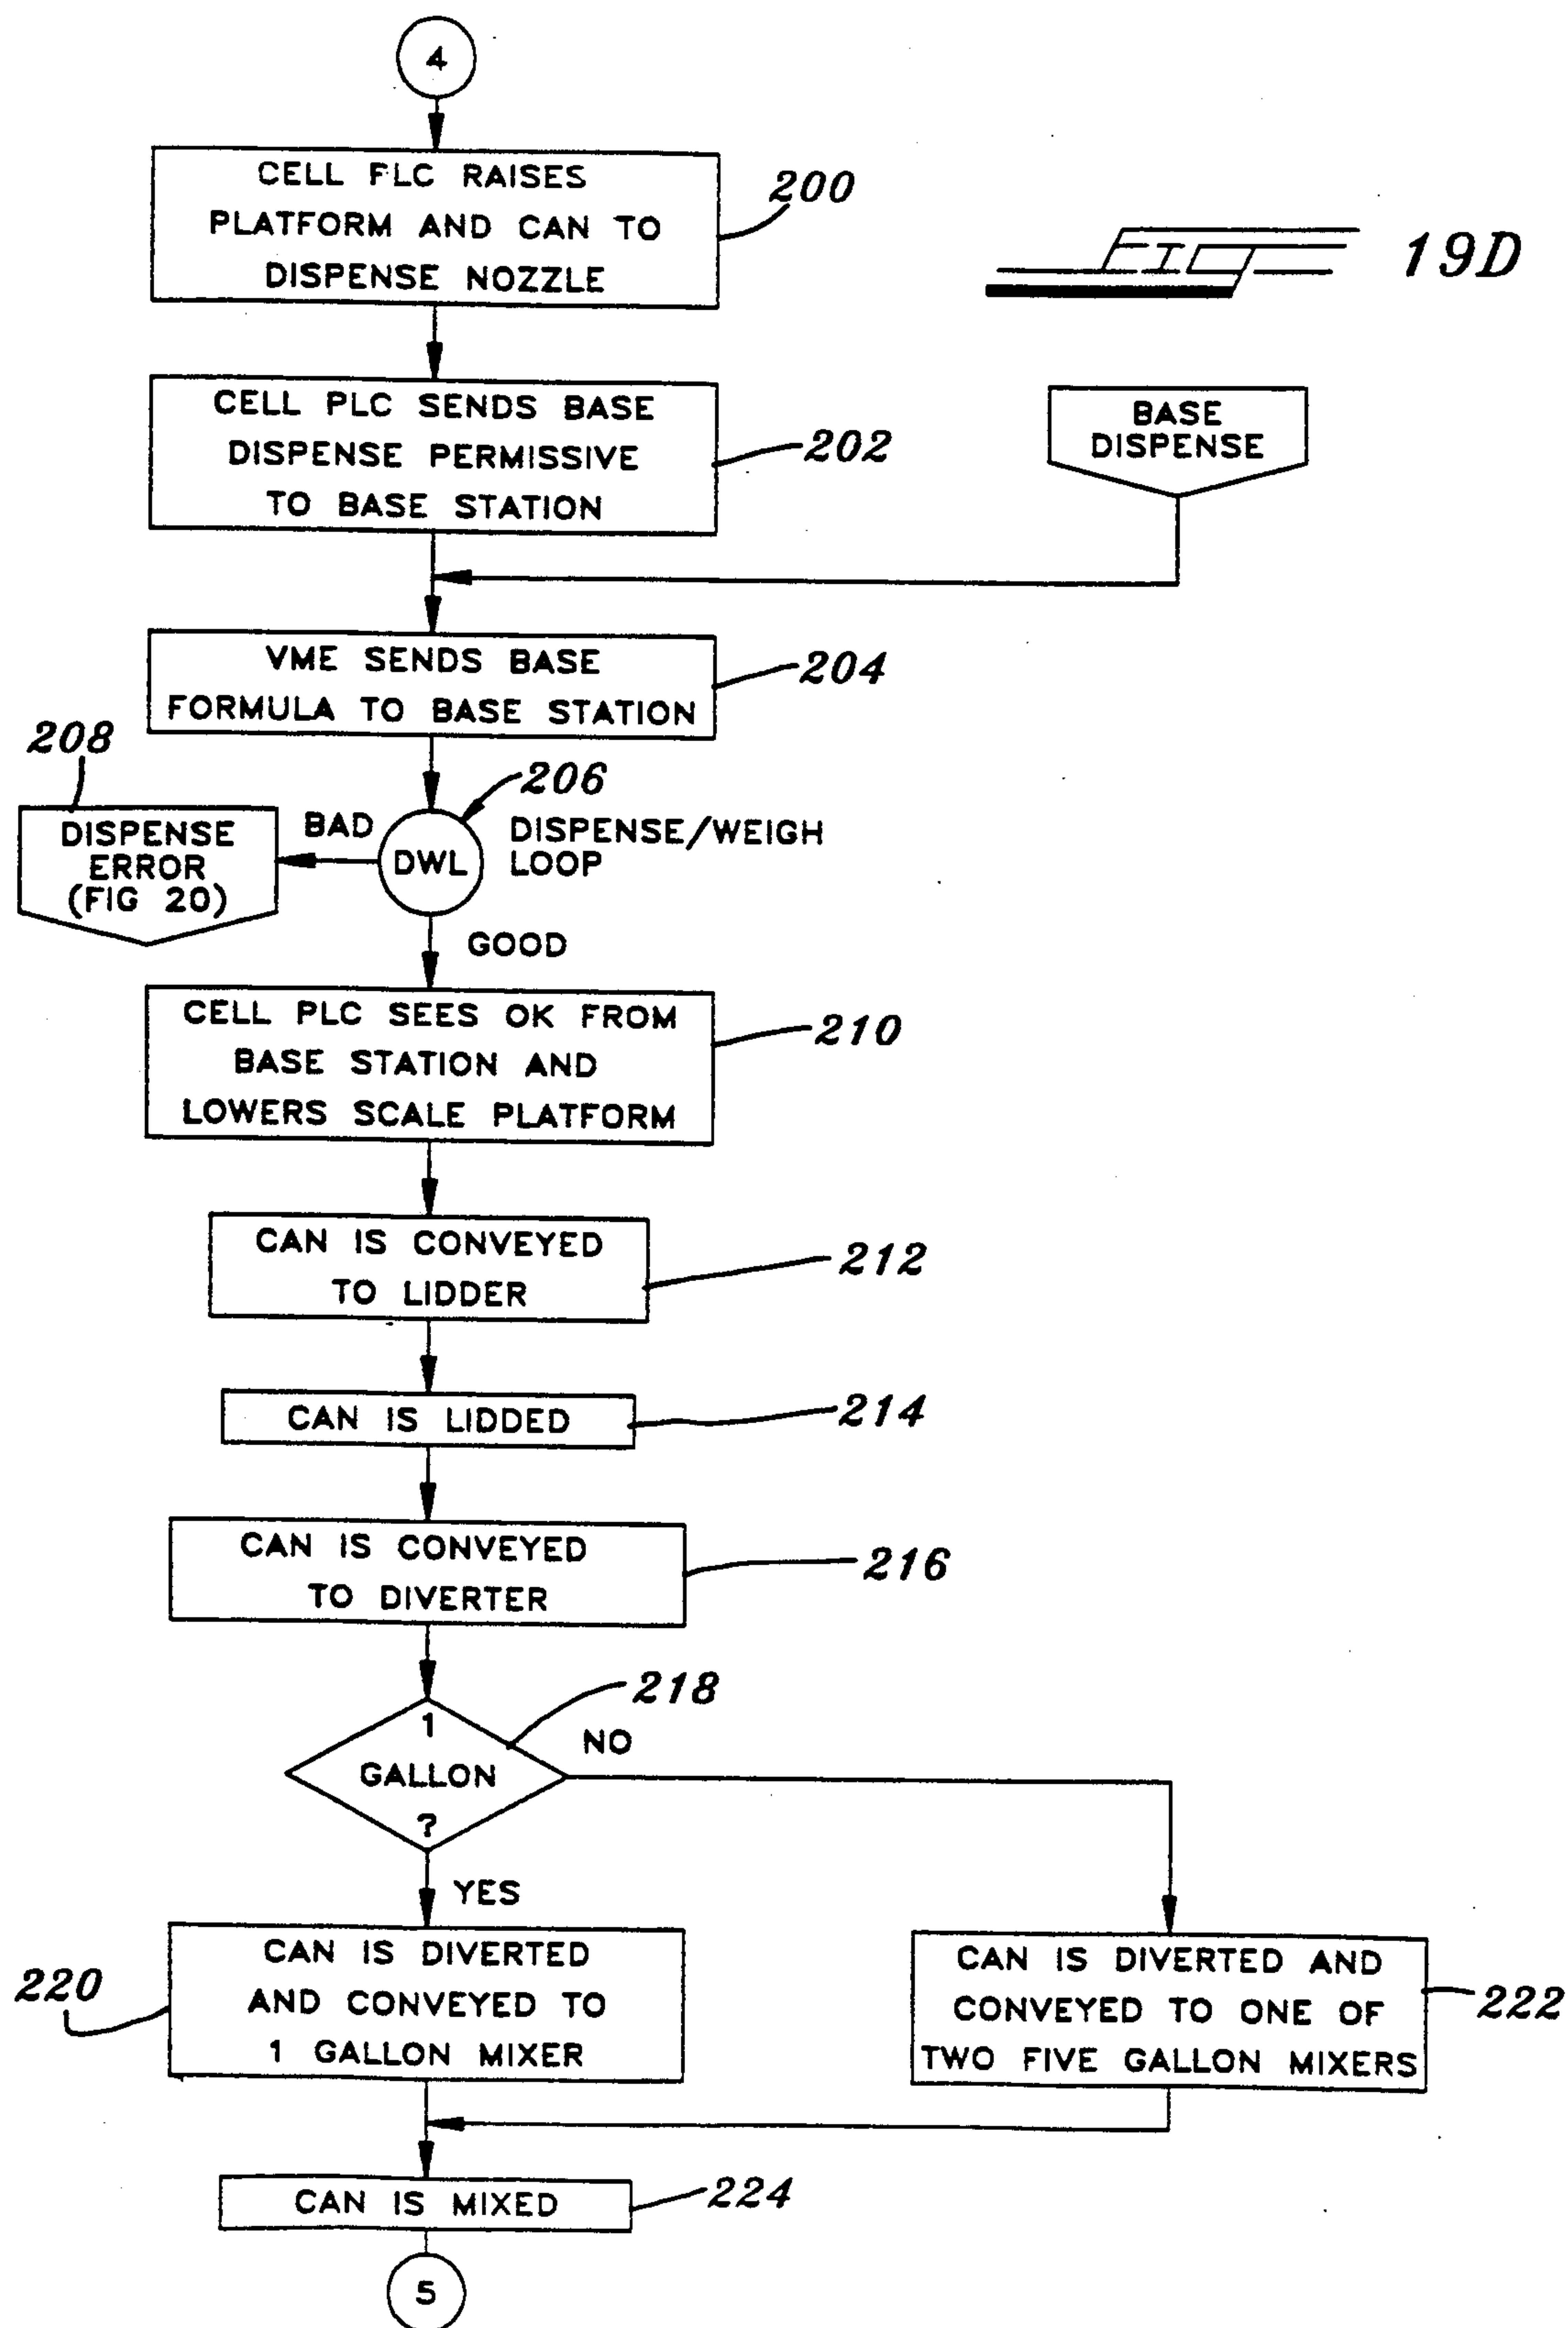 4
CELL PLC RAISES
PLATFORM AND CAN TO
DISPENSE NOZZLE
200
FIG 19D
CELL PLC SENDS BASE
DISPENSE PERMISSIVE
TO BASE STATION
202
BASE
DISPENSE
VME SENDS BASE
FORMULA TO BASE STATION
204
208
DISPENSE
ERROR
(FIG 20)
BAD
DWL
206
DISPENSE/WEIGH
LOOP
GOOD
CELL PLC SEES OK FROM
BASE STATION AND
LOWERS SCALE PLATFORM
210
CAN IS CONVEYED
TO LIDDER
212
CAN IS LIDDED
214
CAN IS CONVEYED
TO DIVERTER
216
1
GALLON
?
218
NO
YES
CAN IS DIVERTED
AND CONVEYED TO
1 GALLON MIXER
220
CAN IS DIVERTED AND
CONVEYED TO ONE OF
TWO FIVE GALLON MIXERS
222
CAN IS MIXED
224
5